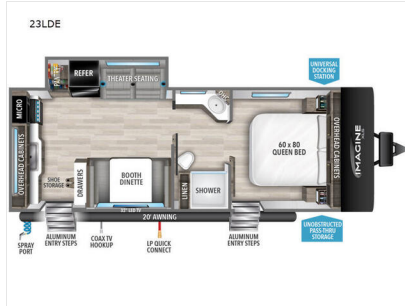 23LDE
UNIVERSAL
DOCKING
STATION
PANTRY
REFER
THEATER SEATING
MICRO
OVERHEAD CABINETS
60 x 80
QUEEN BED
OVERHEAD CABINETS
IMAGINE
SHOE
STORAGE
DRAWERS
BOOTH
DINETTE
LINEN
SHOWER
20' AWNING
SPRAY
PORT
ALUMINUM
ENTRY STEPS
COAX TV
HOOKUP
LP QUICK
CONNECT
ALUMINUM
ENTRY STEPS
UNOBSTRUCTED
PASS-THRU
STORAGE